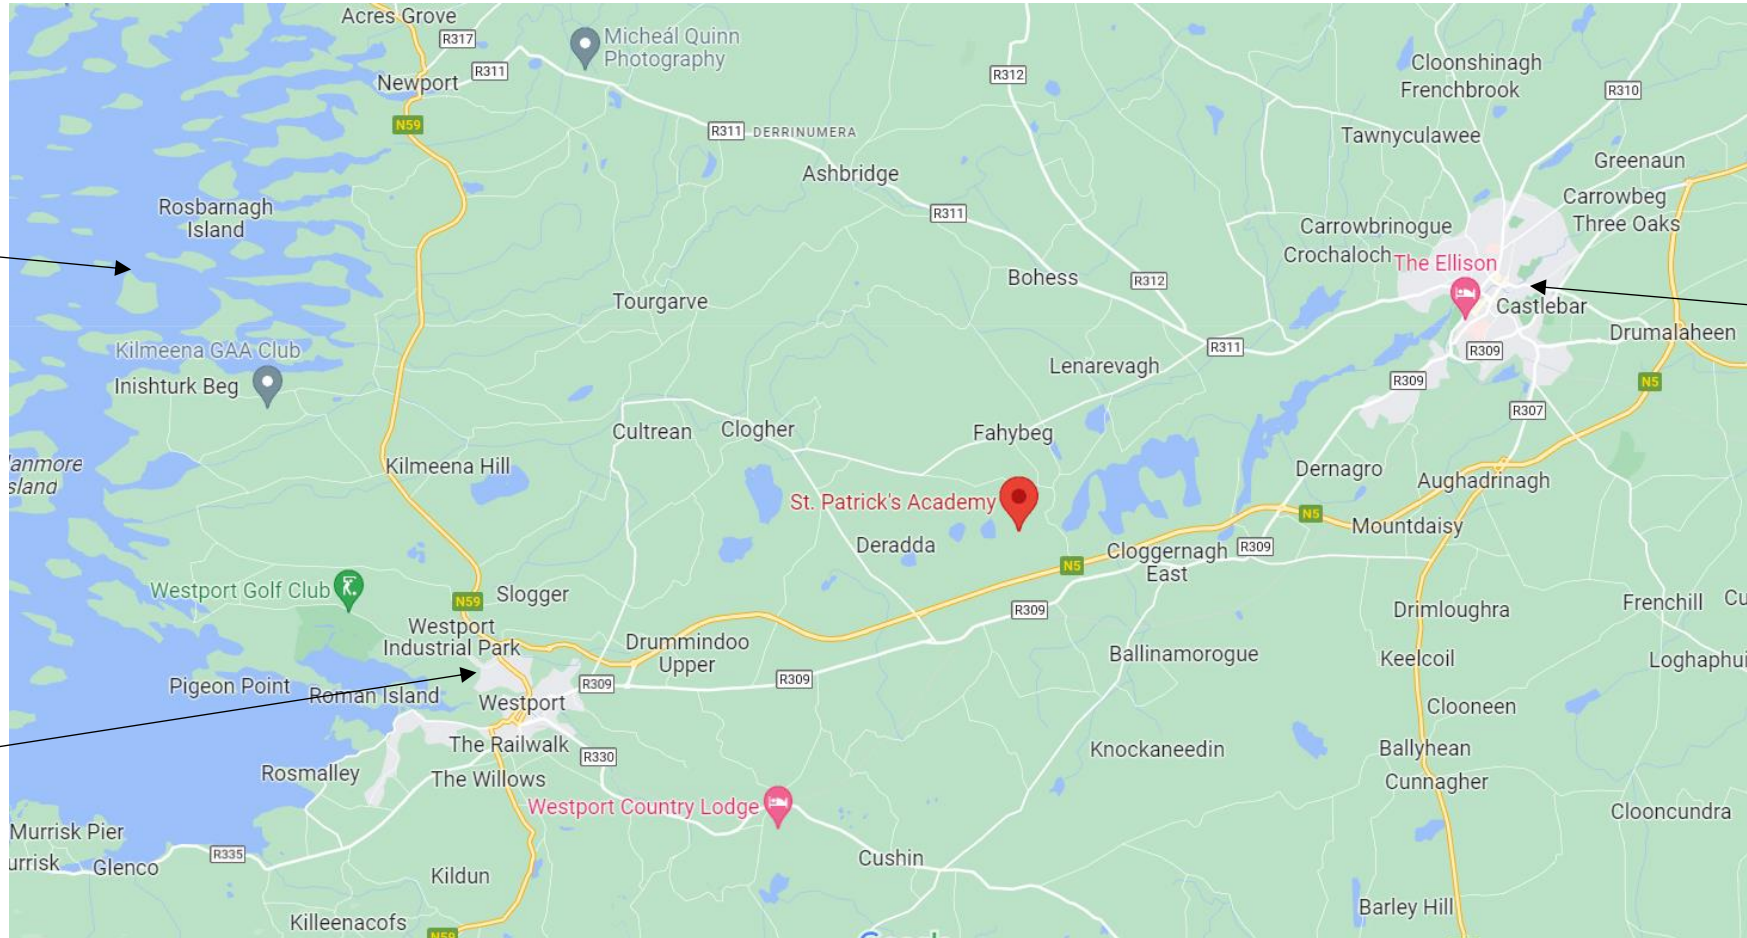 Acres Grove
R317
Micheál Quinn
Photography
Newport
R311
R312
Cloonshinagh
Frenchbrook
R310
N59
R311
DERRINUMERA
Tawnyculawee
Greenaun
Ashbridge
Carrowbeg
Three Oaks
Rosbarnagh
Island
R311
Carrowbrinogue
Crochaloch
The Ellison
Bohess
R312
Tourgarve
Castlebar
Drumalaheen
Kilmeena GAA Club
R311
R309
Inishturk Beg
Lenarevagh
R309
N5
R307
Cultrean
Clogher
Fahybeg
anmore
sland
Kilmeena Hill
Dernagro
Aughadrinagh
St. Patrick's Academy
N5
Mountdaisy
Deradda
Cloggernagh
East
R309
N5
Westport Golf Club
N59
Slogger
R309
Drimloughra
Frenchill
Cu
Westport
Industrial Park
Drummindoo
Upper
Ballinamorogue
Keelcoil
Loghaphui
Pigeon Point
Roman Island
R309
R309
Westport
Clooneen
The Railwalk
R330
Knockaneedin
Ballyhean
Rosmalley
The Willows
Cunnagher
Westport Country Lodge
Clooncundra
Murrisk Pier
urrisk
Glenco
R335
Cushin
Kildun
Barley Hill
Killeenacofs
N59